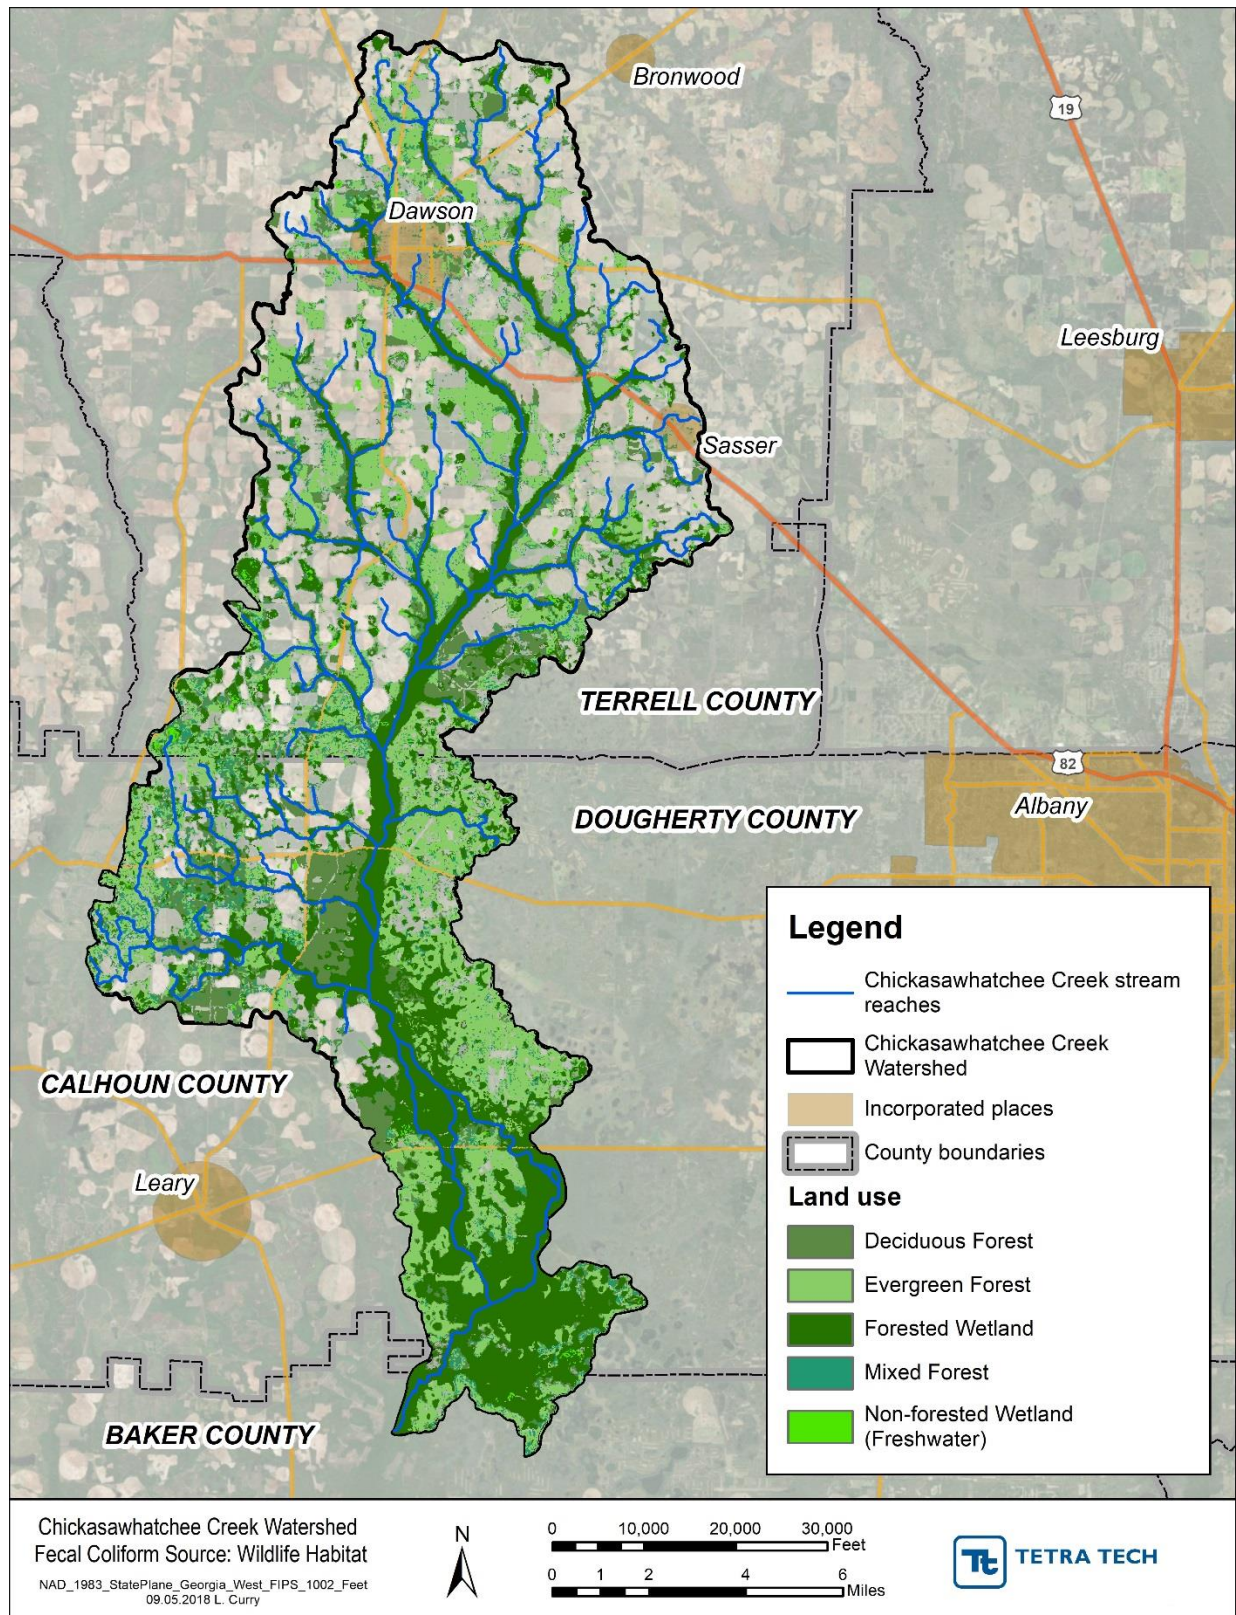 Bronwood
19
Dawson
Leesburg
Sasser
TERRELL COUNTY
82
Albany
DOUGHERTY COUNTY
Legend
Chickasawhatchee Creek stream
reaches
Chickasawhatchee Creek
Watershed
Incorporated places
County boundaries
Land use
Deciduous Forest
Evergreen Forest
Forested Wetland
Mixed Forest
Non-forested Wetland
(Freshwater)
CALHOUN COUNTY
Leary
BAKER COUNTY
Chickasawhatchee Creek Watershed
Fecal Coliform Source: Wildlife Habitat
NAD_1983_StatePlane_Georgia_West_FIPS_1002_Feet
09.05.2018 L. Curry
N
0 10,000 20,000 30,000
Feet
0 1 2 4 6
Miles
Tt TETRA TECH